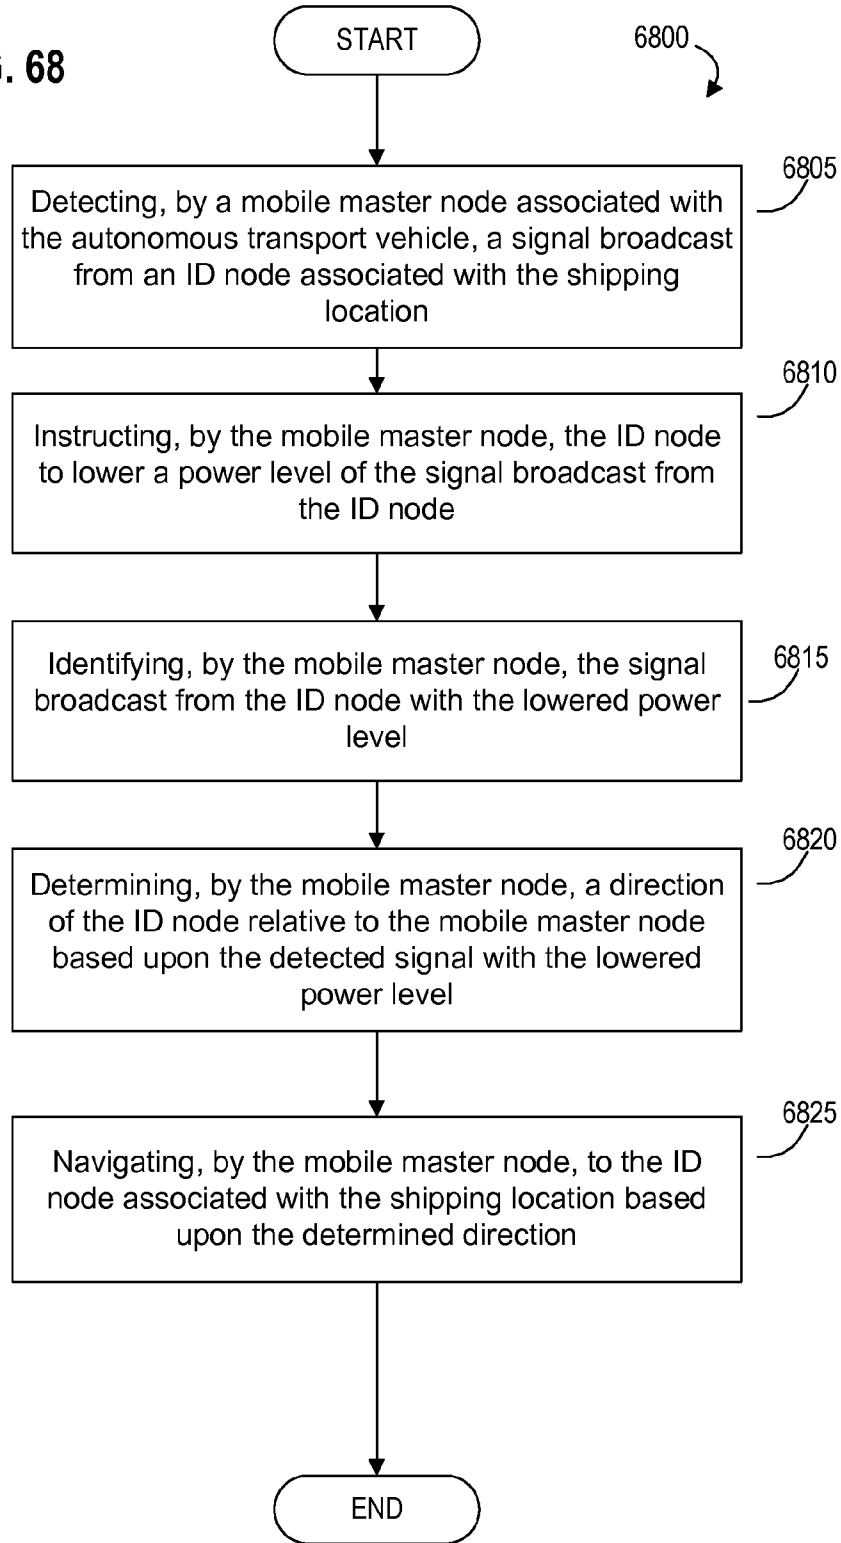 START
6800
. 68
6805
Detecting, by a mobile master node associated with
the autonomous transport vehicle, a signal broadcast
from an ID node associated with the shipping
location
6810
Instructing, by the mobile master node, the ID node
to lower a power level of the signal broadcast from
the ID node
6815
Identifying, by the mobile master node, the signal
broadcast from the ID node with the lowered power
level
6820
Determining, by the mobile master node, a direction
of the ID node relative to the mobile master node
based upon the detected signal with the lowered
power level
6825
Navigating, by the mobile master node, to the ID
node associated with the shipping location based
upon the determined direction
END